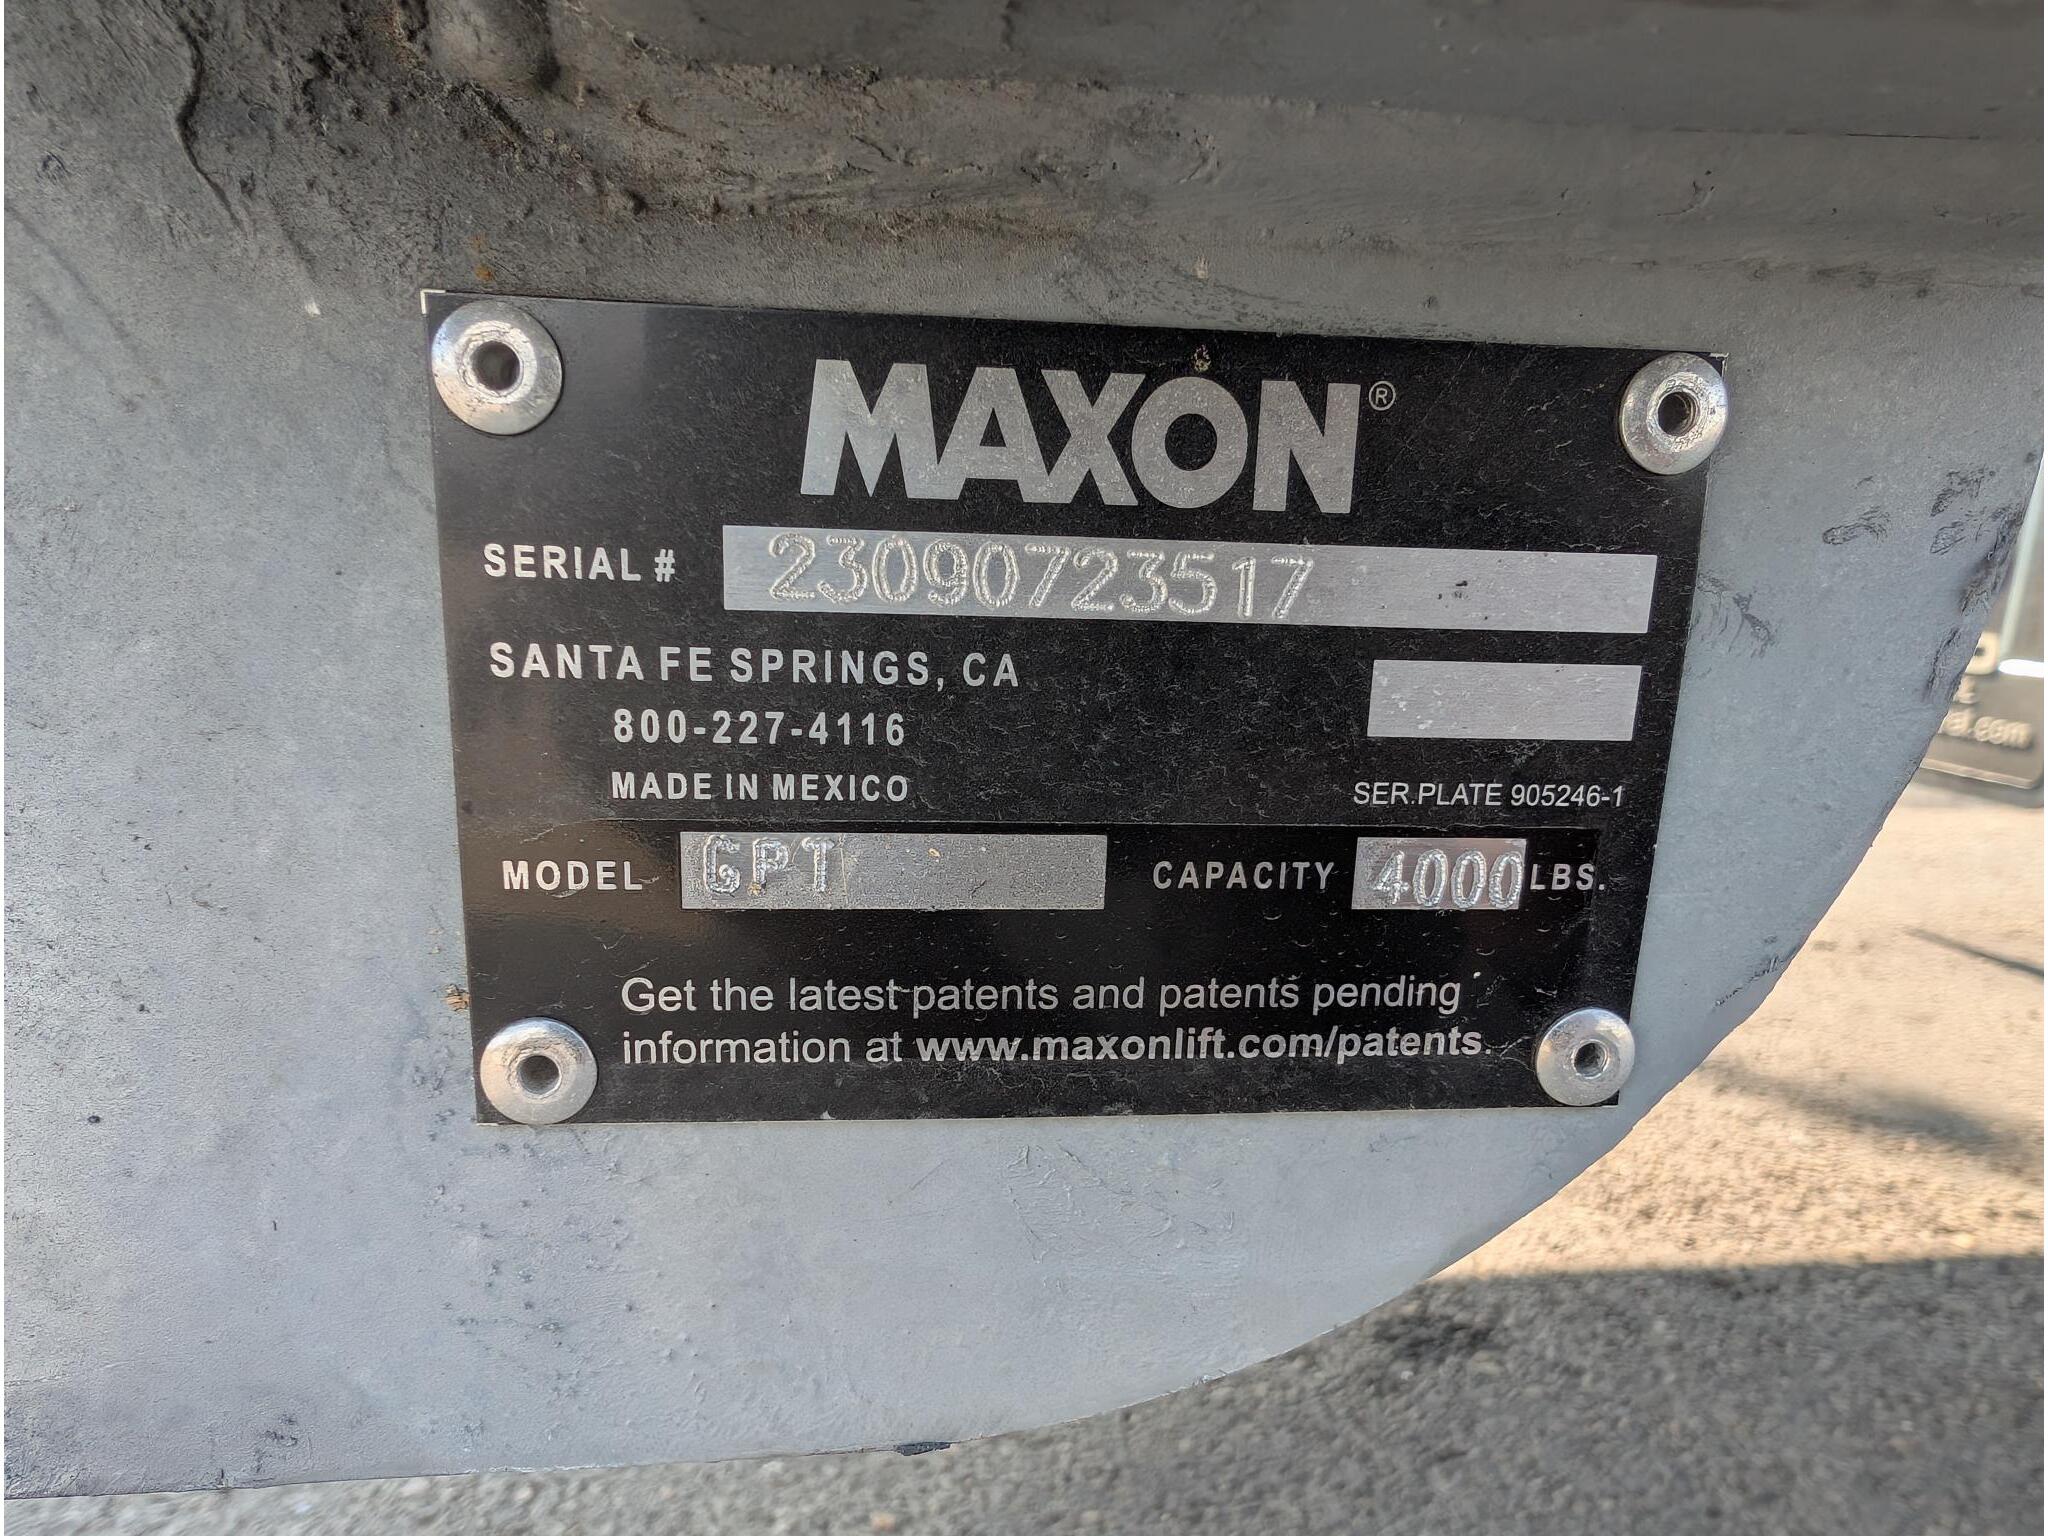 MAXON®
SERIAL # 23090723517
SANTA FE SPRINGS, CA
800-227-4116
MADE IN MEXICO
SER.PLATE 905246-1
MODEL GPT CAPACITY 4000 LBS.
Get the latest patents and patents pending
information at www.maxonlift.com/patents.